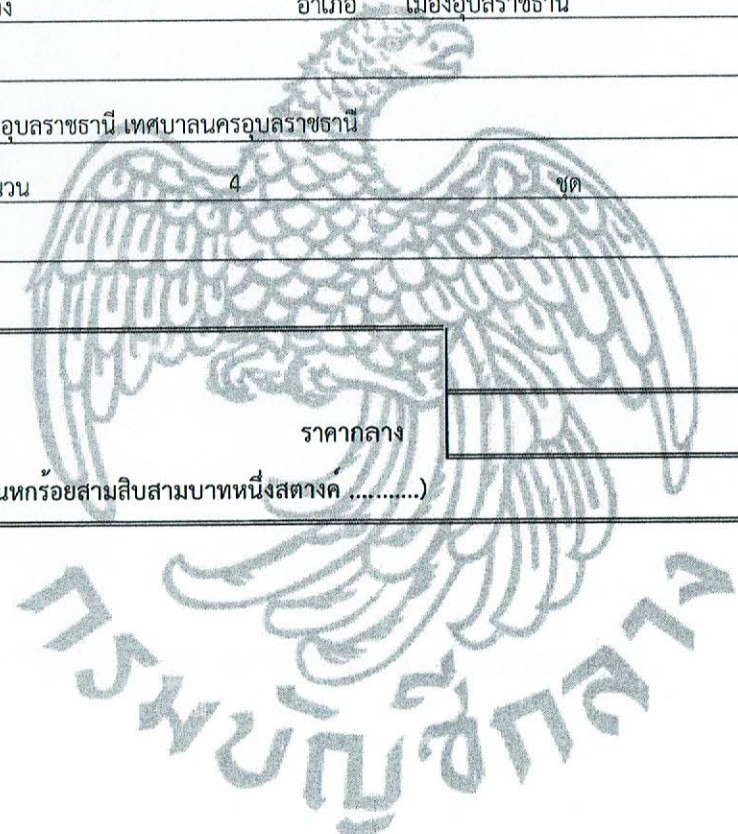 อำเภอ เมืองอุบลราชธานี
อุบลราชธานี เทศบาลนครอุบลราชธานี
4 ชุด
ราคากลาง
หกร้อยสามสิบสามบาทหนึ่งสตางค์ ..........)
กรมบัญชีกลาง